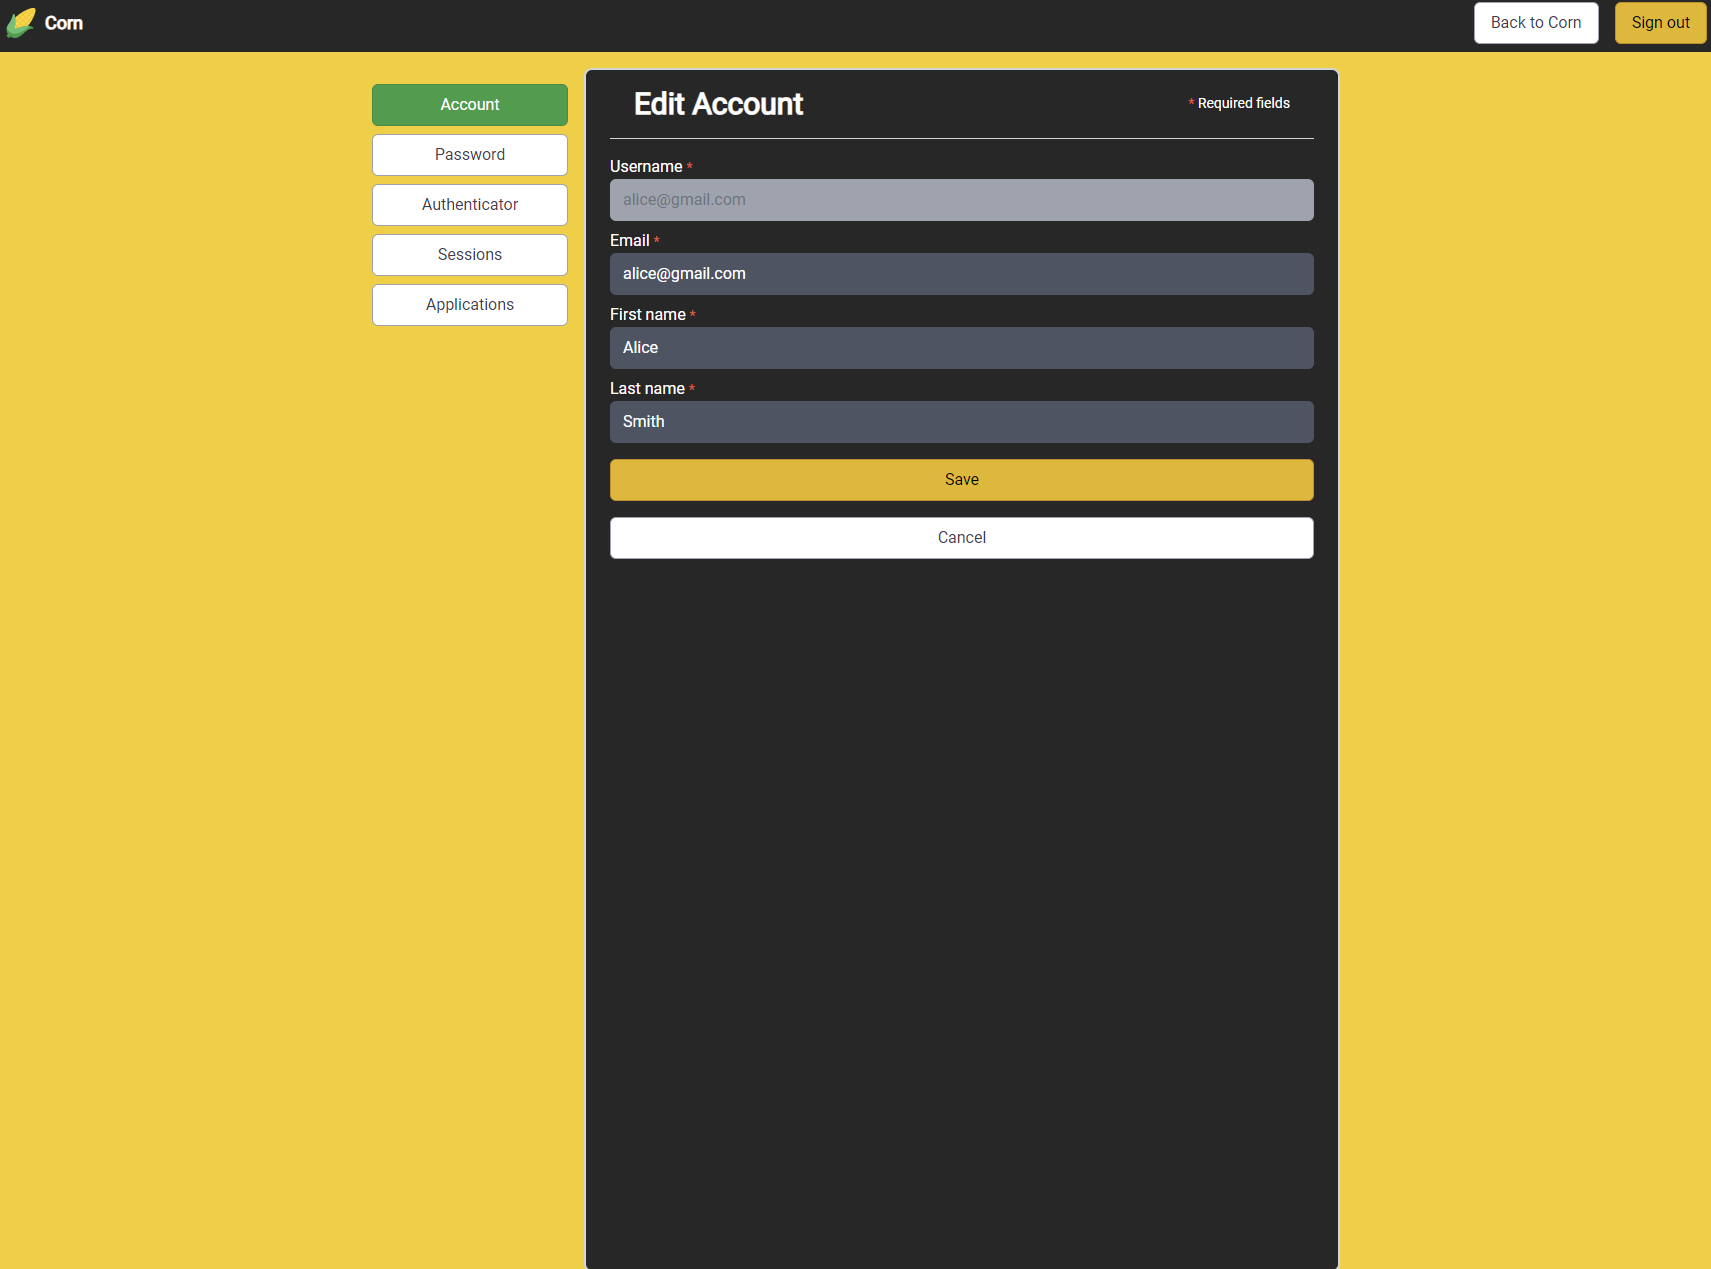 Corn
Back to Corn
Sign out
Account
Password
Authenticator
Sessions
Applications
Edit Account
* Required fields
Username *
alice@gmail.com
Email *
alice@gmail.com
First name *
Alice
Last name *
Smith
Save
Cancel